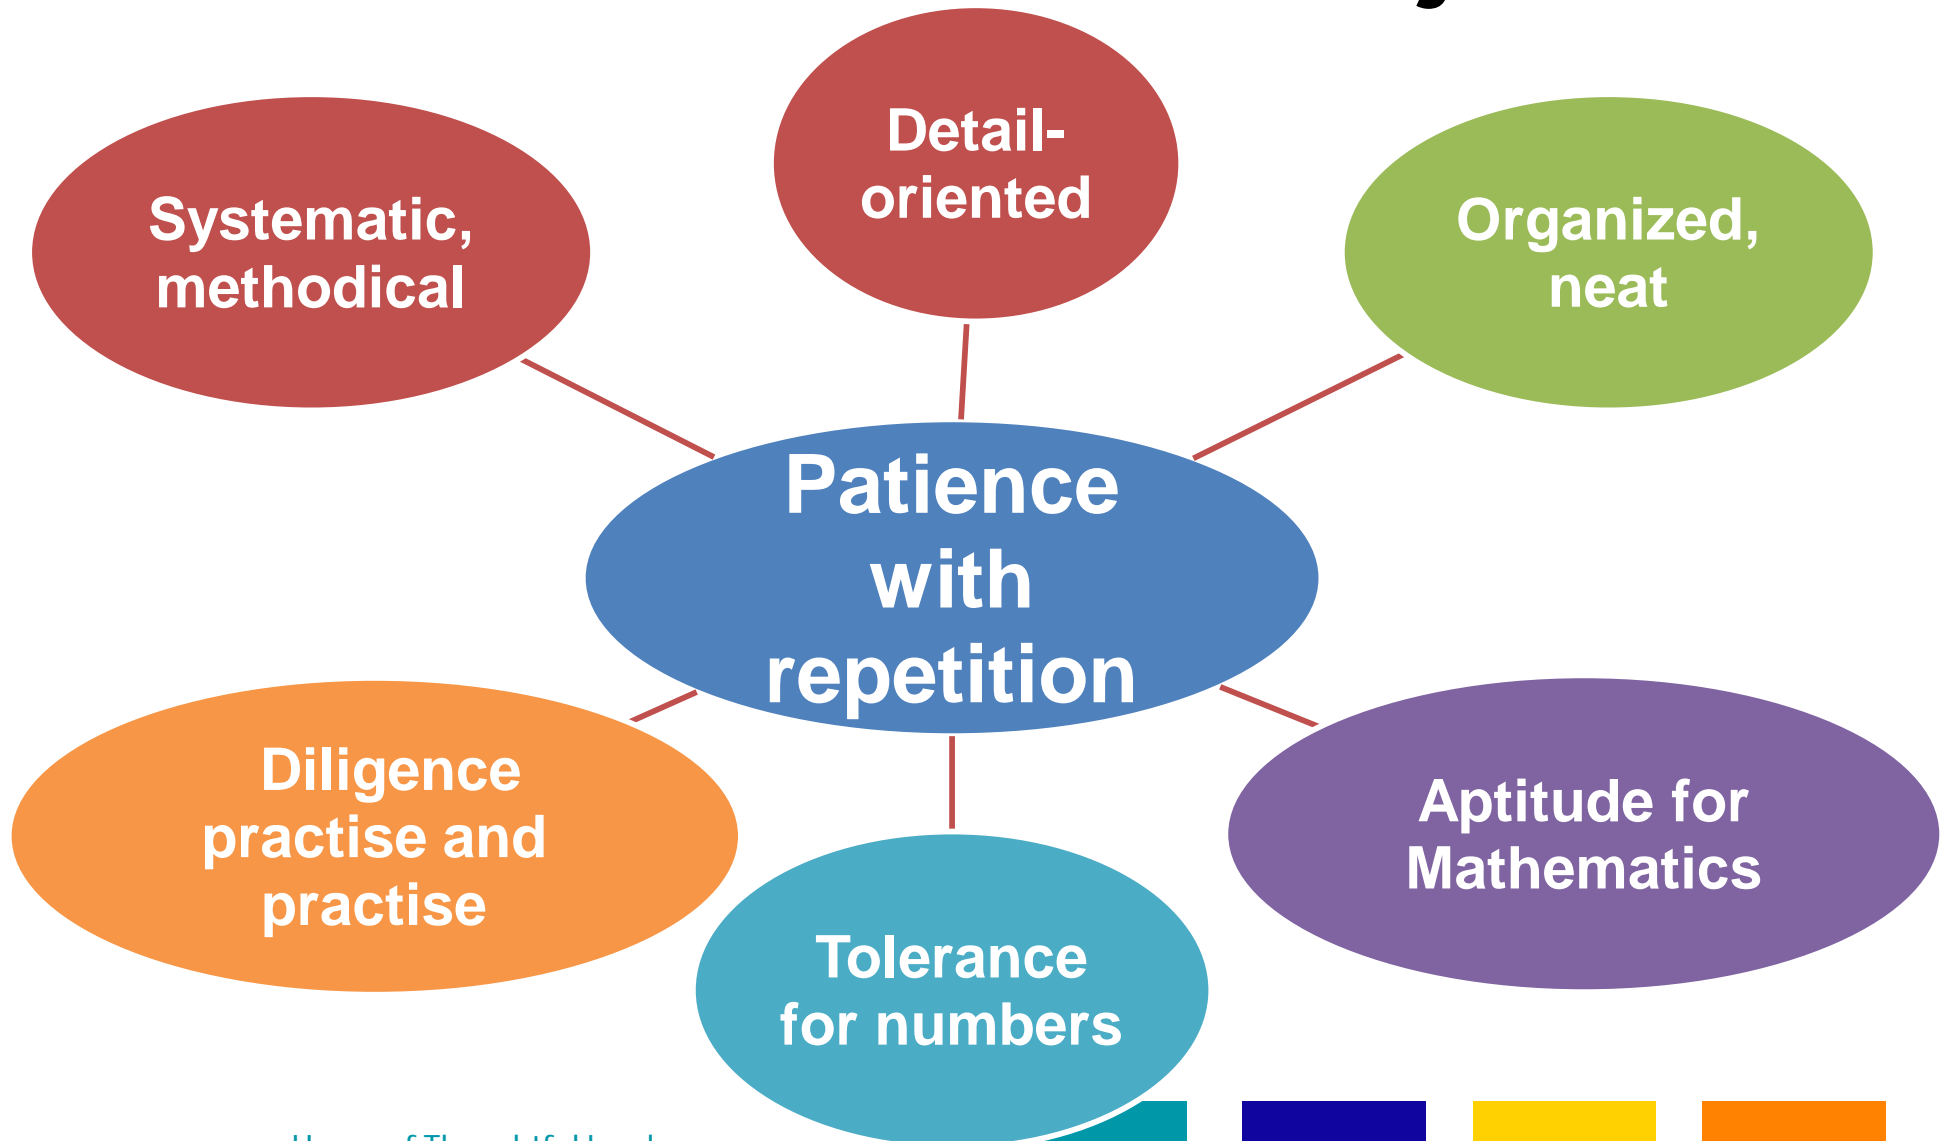 Detail-
oriented
Systematic,
methodical
Organized,
neat
Patience
with
repetition
Diligence
practise and
practise
Aptitude for
Mathematics
Tolerance
for numbers